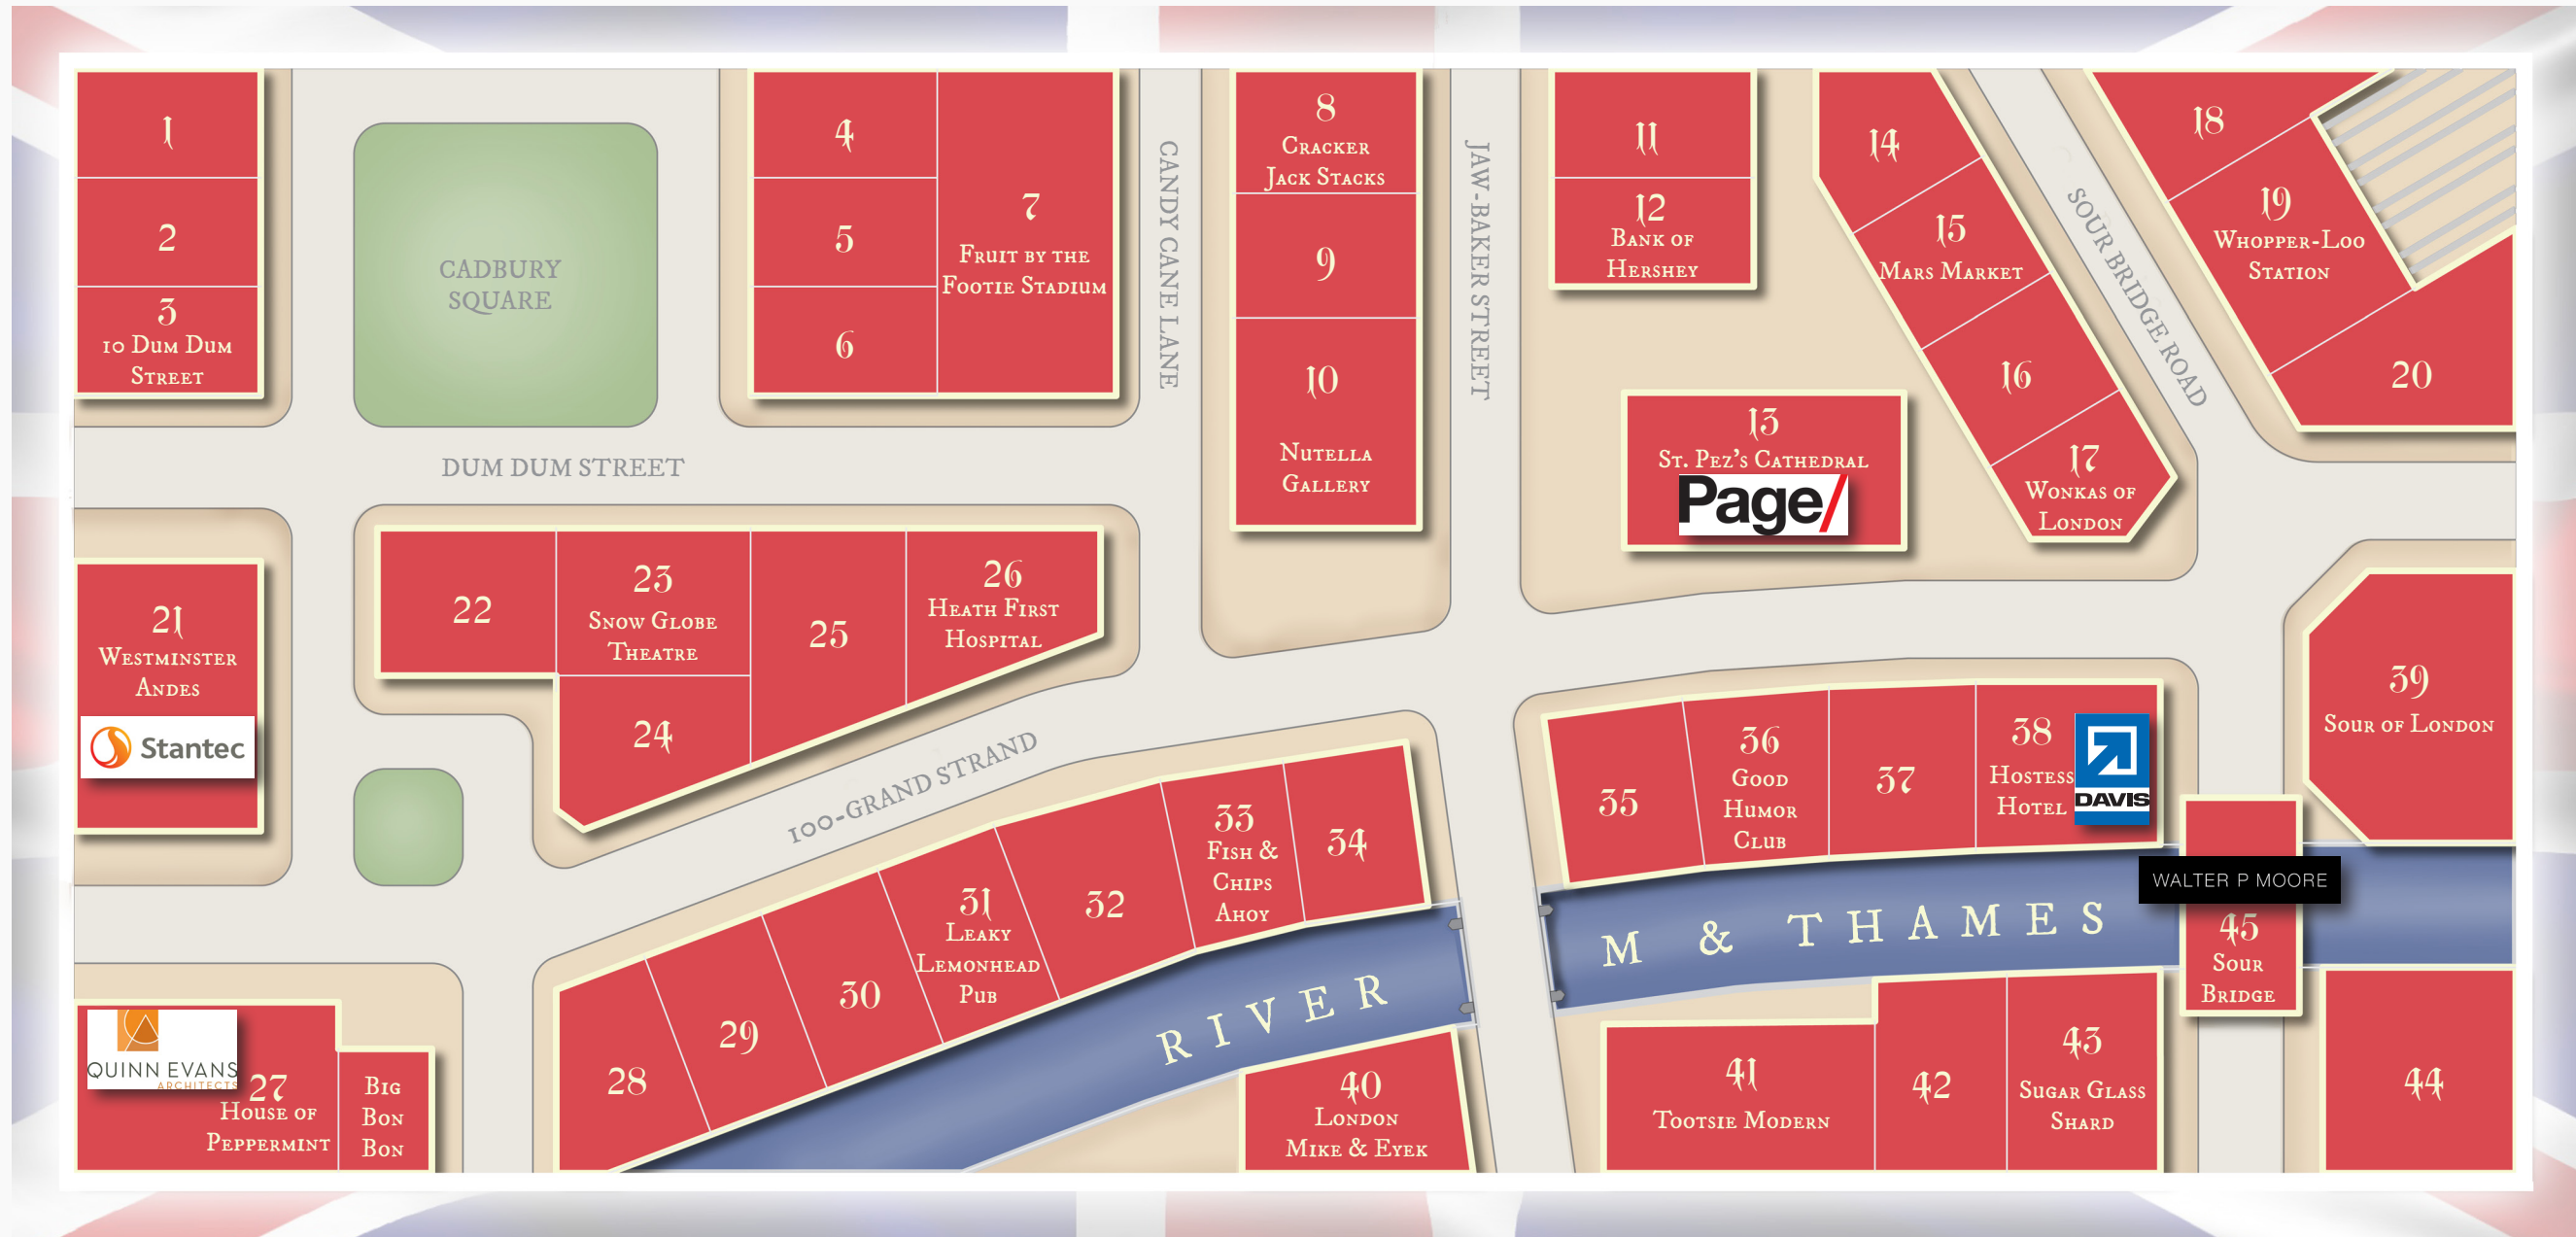 1
2
3
10 Dum Dum
Street
CADBURY
SQUARE
4
5
6
7
Fruit by the
Footie Stadium
CANDY CANE LANE
8
Cracker
Jack Stacks
9
10
Nutella
Gallery
JAW-BAKER STREET
11
12
Bank of
Hershey
13
St. Pez's Cathedral
Page/
14
15
Mars Market
16
17
Wonkas of
London
SOUR BRIDGE ROAD
18
19
Whopper-Loo
Station
20
DUM DUM STREET
21
Westminster
Andes
Stantec
22
23
Snow Globe
Theatre
24
25
26
Heath First
Hospital
100-GRAND STRAND
QUINN EVANS
ARCHITECTS
27
House of
Peppermint
Big
Bon
Bon
28
29
30
31
Leaky
Lemonhead
Pub
32
33
Fish &
Chips
Ahoy
34
35
36
Good
Humor
Club
37
38
Hostess
Hotel
DAVIS
39
Sour of London
RIVER
M & THAMES
WALTER P MOORE
45
Sour
Bridge
40
London
Mike & Eyek
41
Tootsie Modern
42
43
Sugar Glass
Shard
44